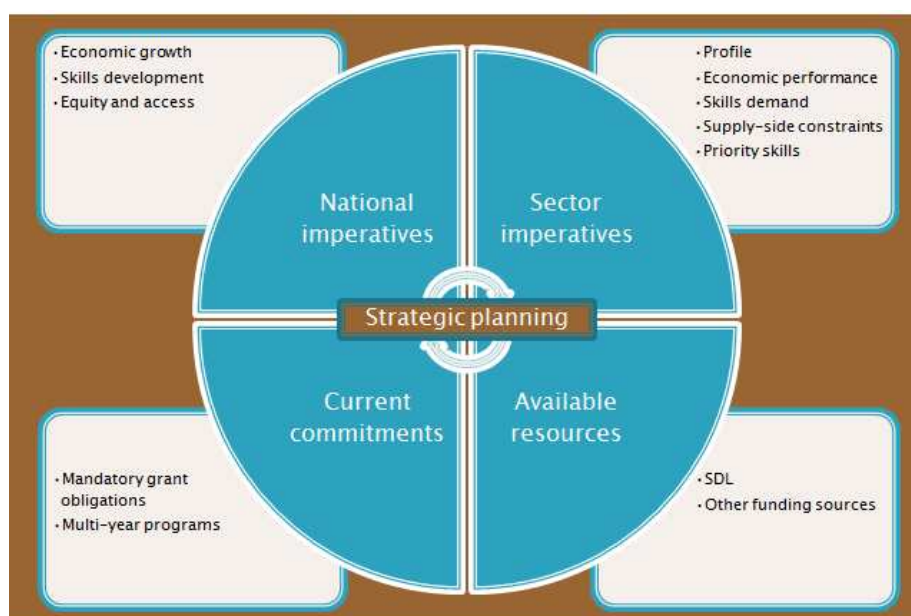 · Economic growth
· Skills development
· Equity and access
· Profile
· Economic performance
· Skills demand
· Supply-side constraints
· Priority skills
National
imperatives
Sector
imperatives
Strategic planning
Current
commitments
Available
resources
· Mandatory grant
obligations
· Multi-year programs
· SDL
· Other funding sources